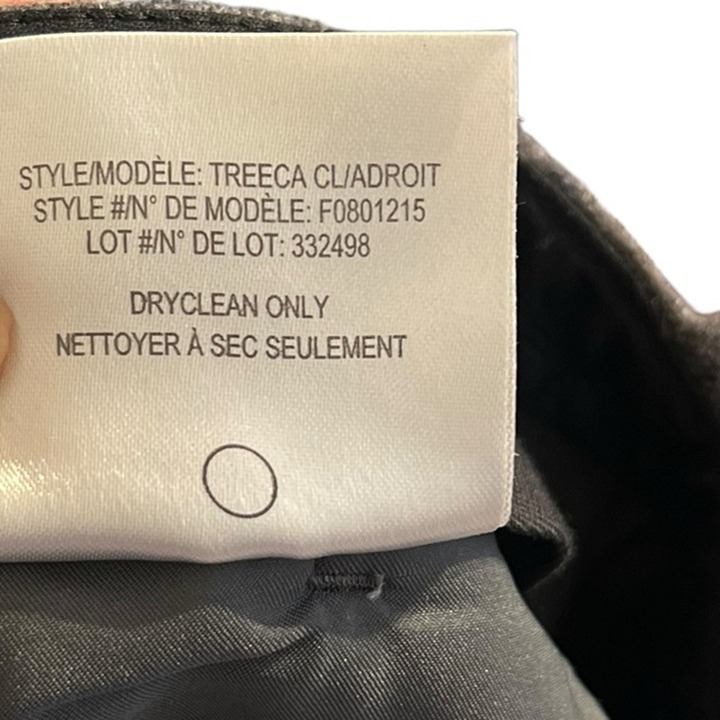 STYLE/MODÈLE: TREECA CL/ADROIT
STYLE #/N° DE MODÈLE: F0801215
LOT #/N° DE LOT: 332498
DRYCLEAN ONLY
NETTOYER À SEC SEULEMENT